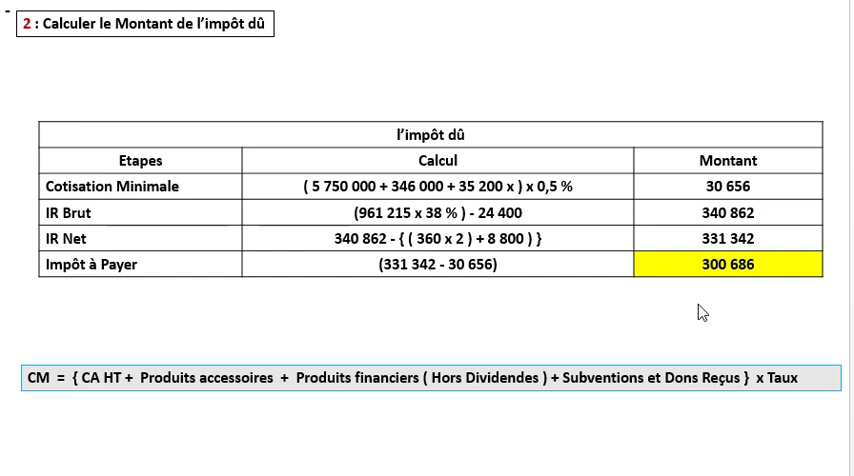 2 : Calculer le Montant de l’impôt dû
l’impôt dû
Etapes Calcul Montant
Cotisation Minimale ( 5 750 000 + 346 000 + 35 200 x ) x 0,5 % 30 656
IR Brut (961 215 x 38 % ) - 24 400 340 862
IR Net 340 862 - { ( 360 x 2 ) + 8 800 ) } 331 342
Impôt à Payer (331 342 - 30 656) 300 686
CM = { CA HT + Produits accessoires + Produits financiers ( Hors Dividendes ) + Subventions et Dons Reçus } x Taux